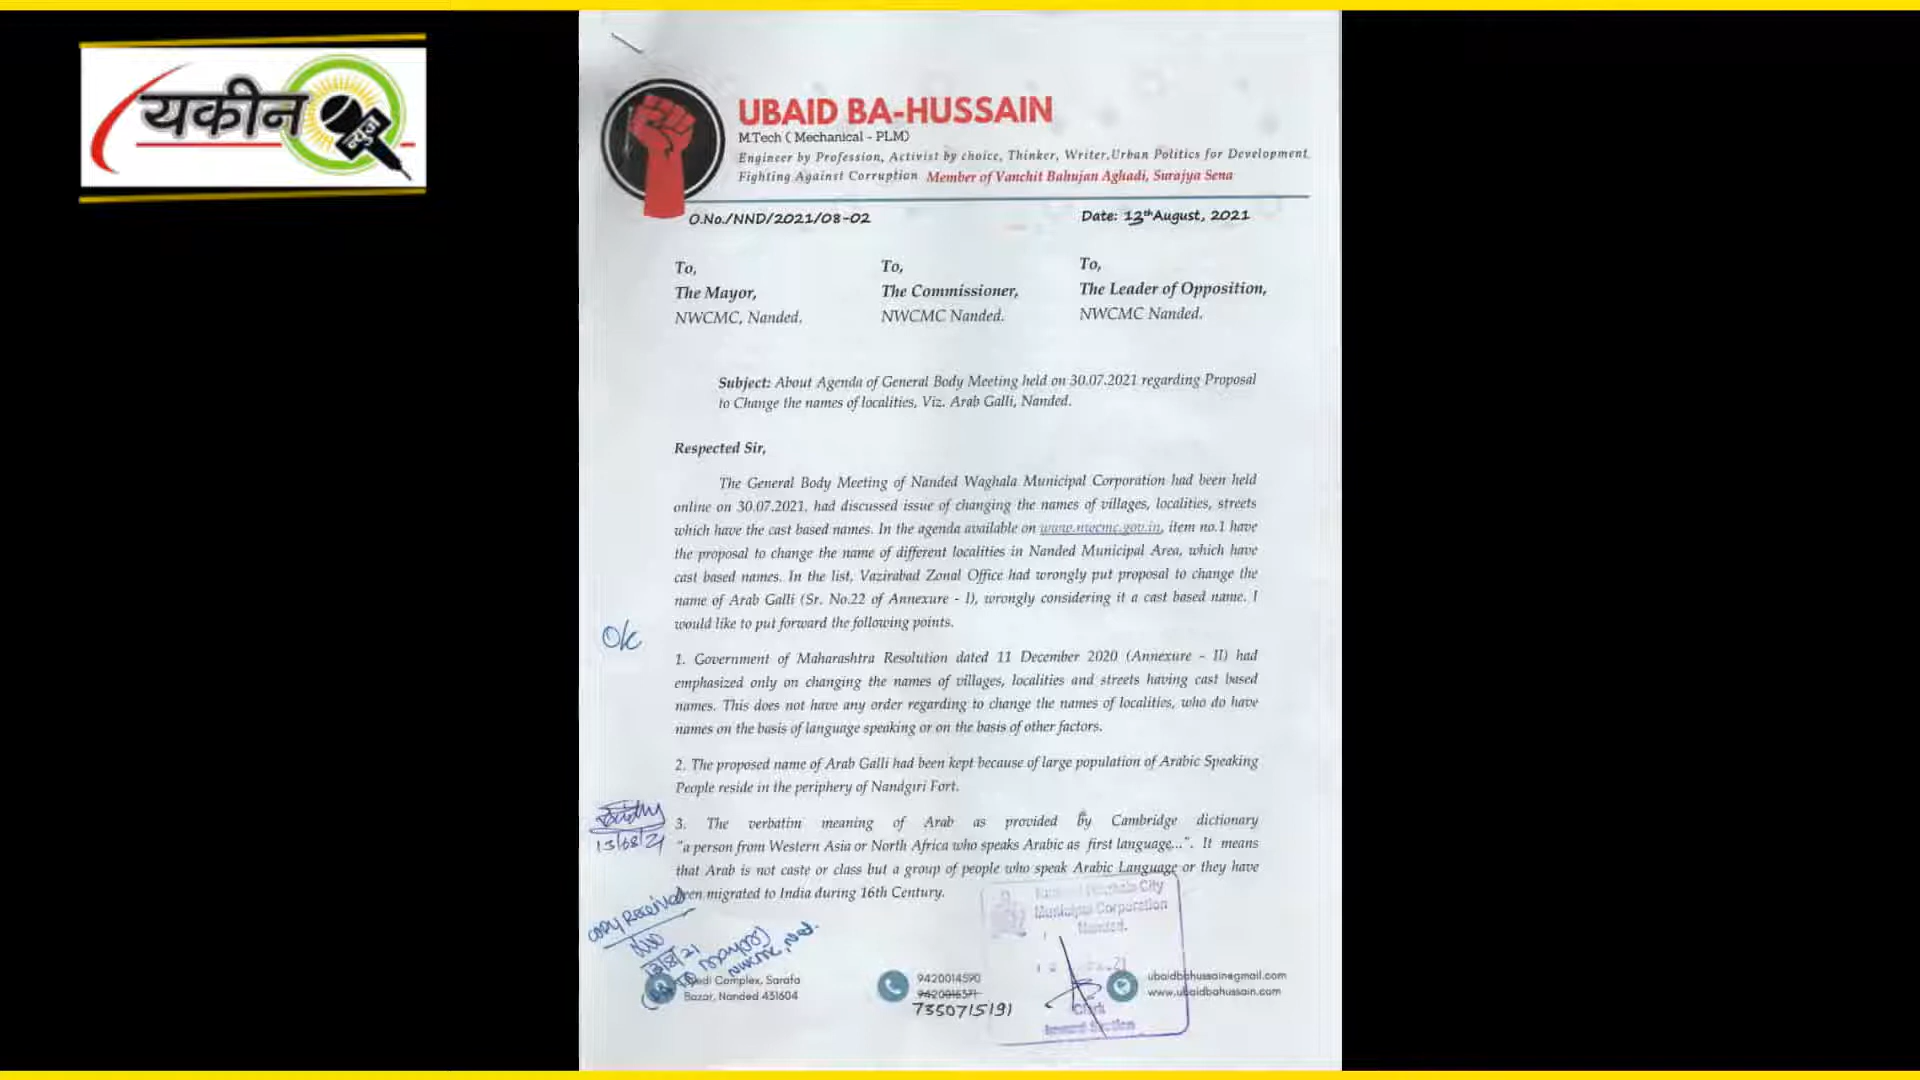 यकीन
न्यूज
UBAID BA-HUSSAIN
M.Tech ( Mechanical - PLM)
Engineer by Profession, Activist by choice, Thinker, Writer,Urban Politics for Development
Fighting Against Corruption Member of Vanchit Bahujan Aghadi, Surajya Sena
O.No./NND/2021/08-02
Date: 13th August, 2021
To,
The Mayor,
NWCMC, Nanded.
To,
The Commissioner,
NWCMC Nanded.
To,
The Leader of Opposition,
NWCMC Nanded.
Subject: About Agenda of General Body Meeting held on 30.07.2021 regarding Proposal
to Change the names of localities, Viz. Arab Galli, Nanded.
Respected Sir,
The General Body Meeting of Nanded Waghala Municipal Corporation had been held
online on 30.07.2021, had discussed issue of changing the names of villages, localities, streets
which have the cast based names. In the agenda available on www.nwcmc.gov.in, item no.1 have
the proposal to change the name of different localities in Nanded Municipal Area, which have
cast based names. In the list, Vazirabad Zonal Office had wrongly put proposal to change the
name of Arab Galli (Sr. No.22 of Annexure - I), wrongly considering it a cast based name. I
would like to put forward the following points.
Ok
1. Government of Maharashtra Resolution dated 11 December 2020 (Annexure - II) had
emphasized only on changing the names of villages, localities and streets having cast based
names. This does not have any order regarding to change the names of localities, who do have
names on the basis of language speaking or on the basis of other factors.
2. The proposed name of Arab Galli had been kept because of large population of Arabic Speaking
People reside in the periphery of Nandgiri Fort.
13/08/21
3. The verbatim meaning of Arab as provided by Cambridge dictionary
"a person from Western Asia or North Africa who speaks Arabic as first language...". It means
that Arab is not caste or class but a group of people who speak Arabic Language or they have
been migrated to India during 16th Century.
Copy Received
13/8/21
Mayor)
NWCMC, Ned.
City
Municipal Corporation
Nanded.
Complex, Sarafa
Bazar, Nanded 431604
9420014590
7350715191
Clerk
Inward Section
ubaidbahussain@gmail.com
www.ubaidbahussain.com